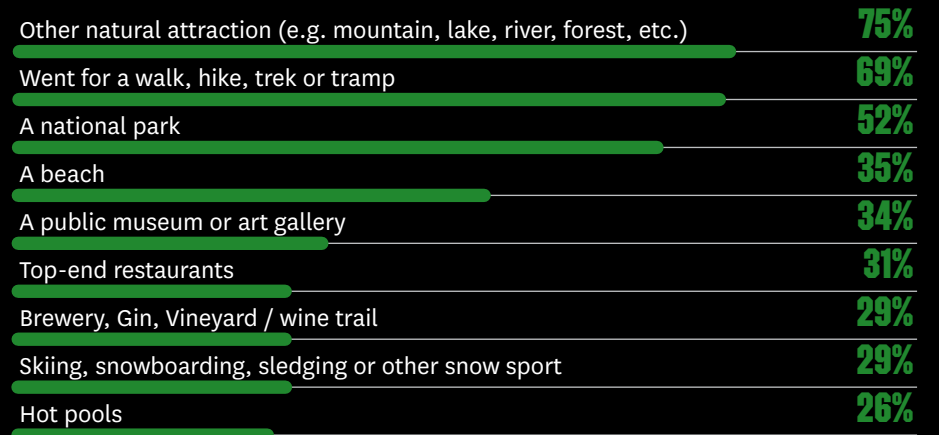 Other natural attraction (e.g. mountain, lake, river, forest, etc.) 75%
Went for a walk, hike, trek or tramp 69%
A national park 52%
A beach 35%
A public museum or art gallery 34%
Top-end restaurants 31%
Brewery, Gin, Vineyard / wine trail 29%
Skiing, snowboarding, sledging or other snow sport 29%
Hot pools 26%